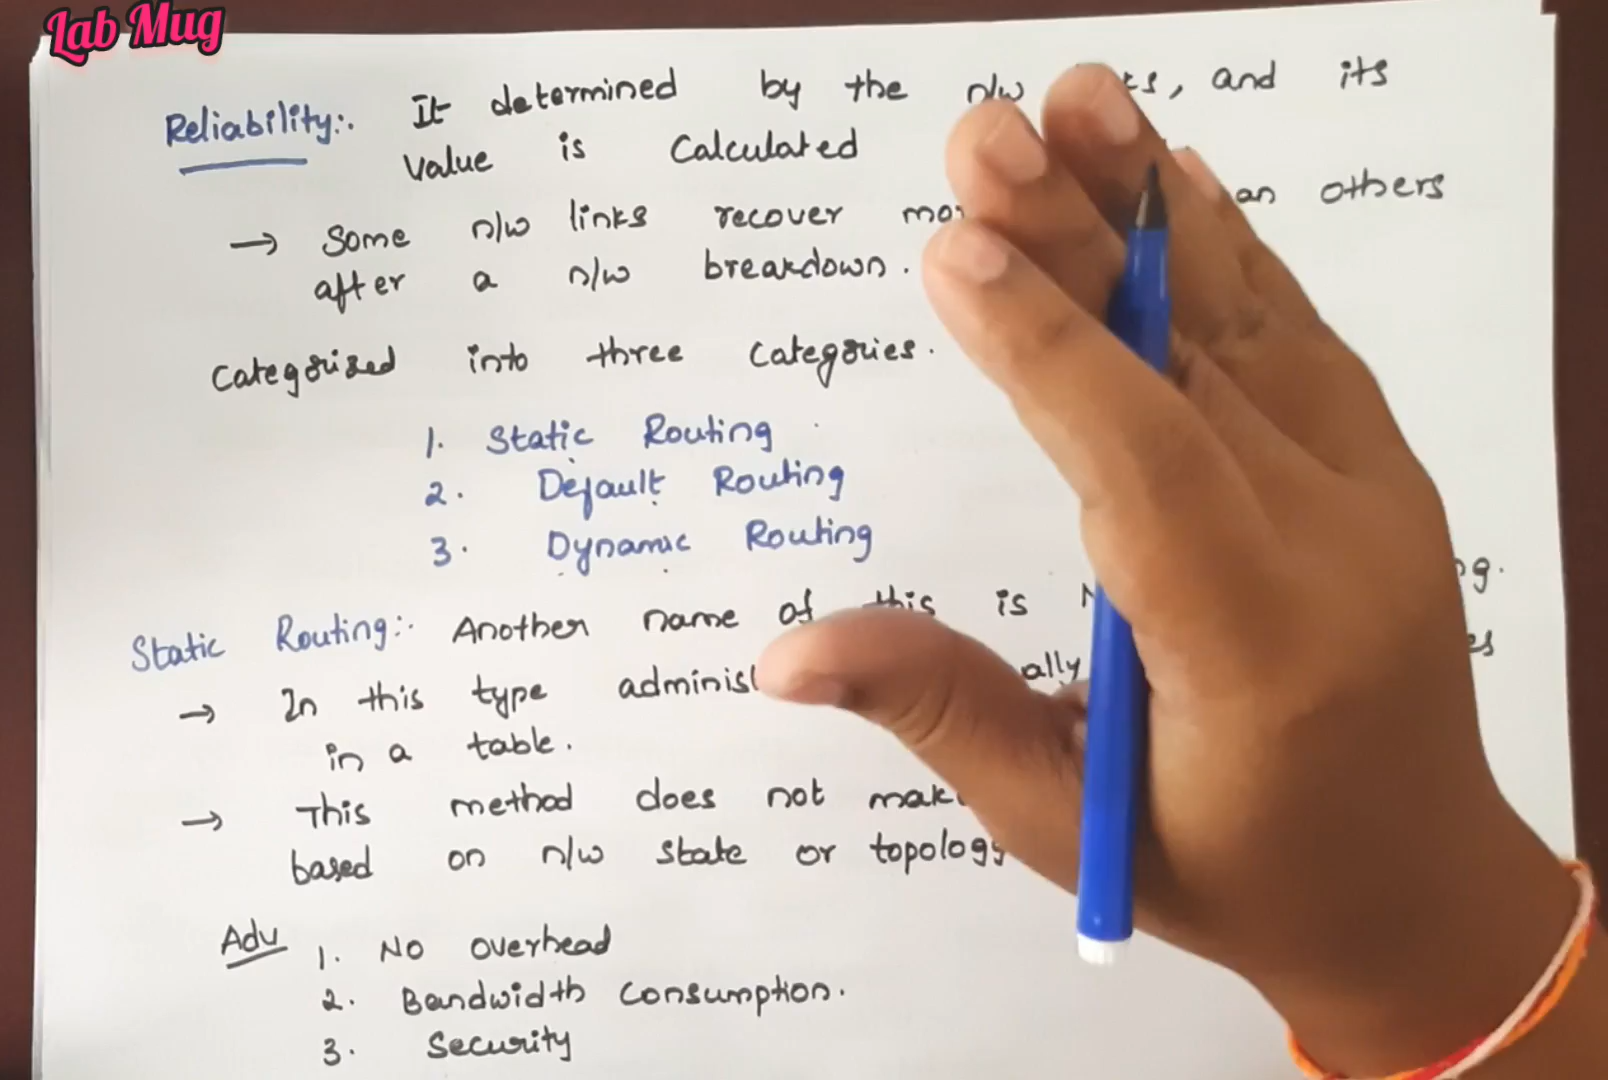 Lab Mug
Reliability:. It determined by the n/w and its
value is calculated
→ Some n/w links recover others
after a n/w breakdown.
Categorized into three categories.
1. Static Routing
2. Default Routing
3. Dynamic Routing
Static Routing:. Another name of this is
→ In this type
in a table.
→ This method does not
based on n/w state or topology
Adv 1. No overhead
2. Bandwidth Consumption.
3. Security